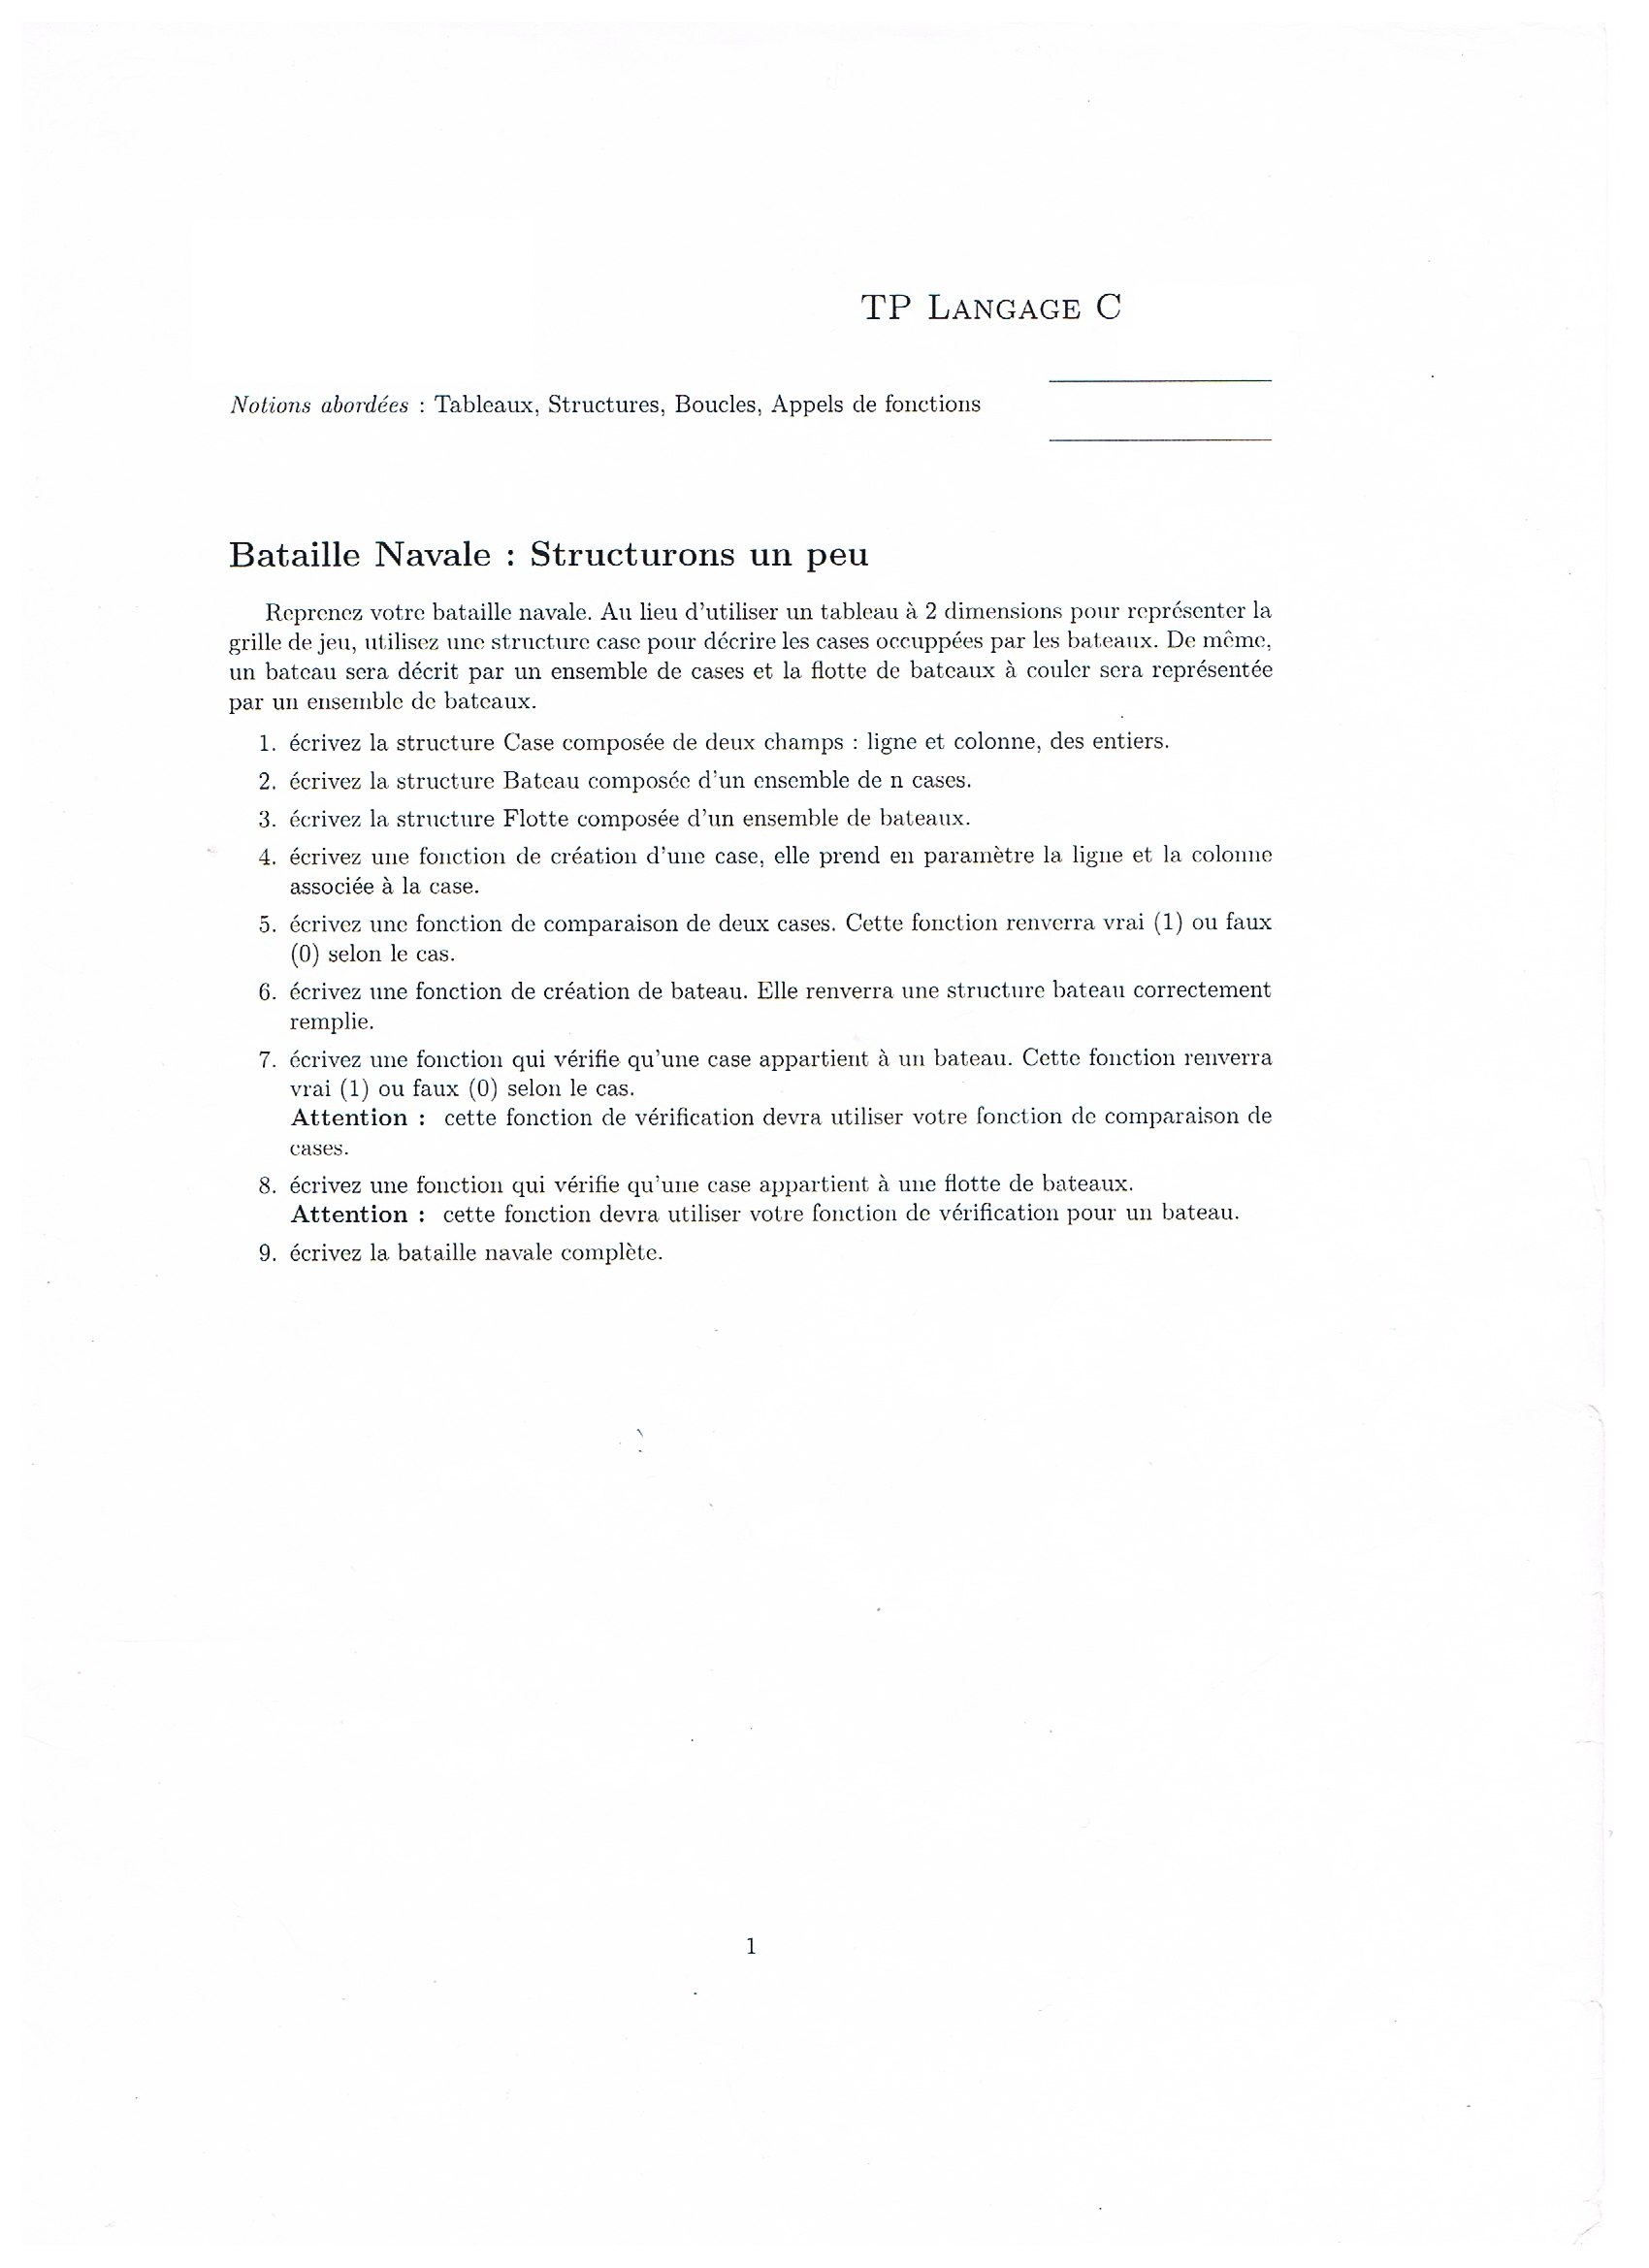 TP LANGAGE C
Notions abordées : Tableaux, Structures, Boucles, Appels de fonctions
Bataille Navale : Structurons un peu
Reprenez votre bataille navale. Au lieu d'utiliser un tableau à 2 dimensions pour représenter la
grille de jeu, utilisez une structure case pour décrire les cases occuppées par les bateaux. De même,
un bateau sera décrit par un ensemble de cases et la flotte de bateaux à couler sera représentée
par un ensemble de bateaux.
1. écrivez la structure Case composée de deux champs : ligne et colonne, des entiers.
2. écrivez la structure Bateau composée d'un ensemble de n cases.
3. écrivez la structure Flotte composée d'un ensemble de bateaux.
4. écrivez une fonction de création d'une case, elle prend en paramètre la ligne et la colonne
associée à la case.
5. écrivez une fonction de comparaison de deux cases. Cette fonction renverra vrai (1) ou faux
(0) selon le cas.
6. écrivez une fonction de création de bateau. Elle renverra une structure bateau correctement
remplie.
7. écrivez une fonction qui vérifie qu'une case appartient à un bateau. Cette fonction renverra
vrai (1) ou faux (0) selon le cas.
Attention : cette fonction de vérification devra utiliser votre fonction de comparaison de
cases.
8. écrivez une fonction qui vérifie qu'une case appartient à une flotte de bateaux.
Attention : cette fonction devra utiliser votre fonction de vérification pour un bateau.
9. écrivez la bataille navale complète.
1